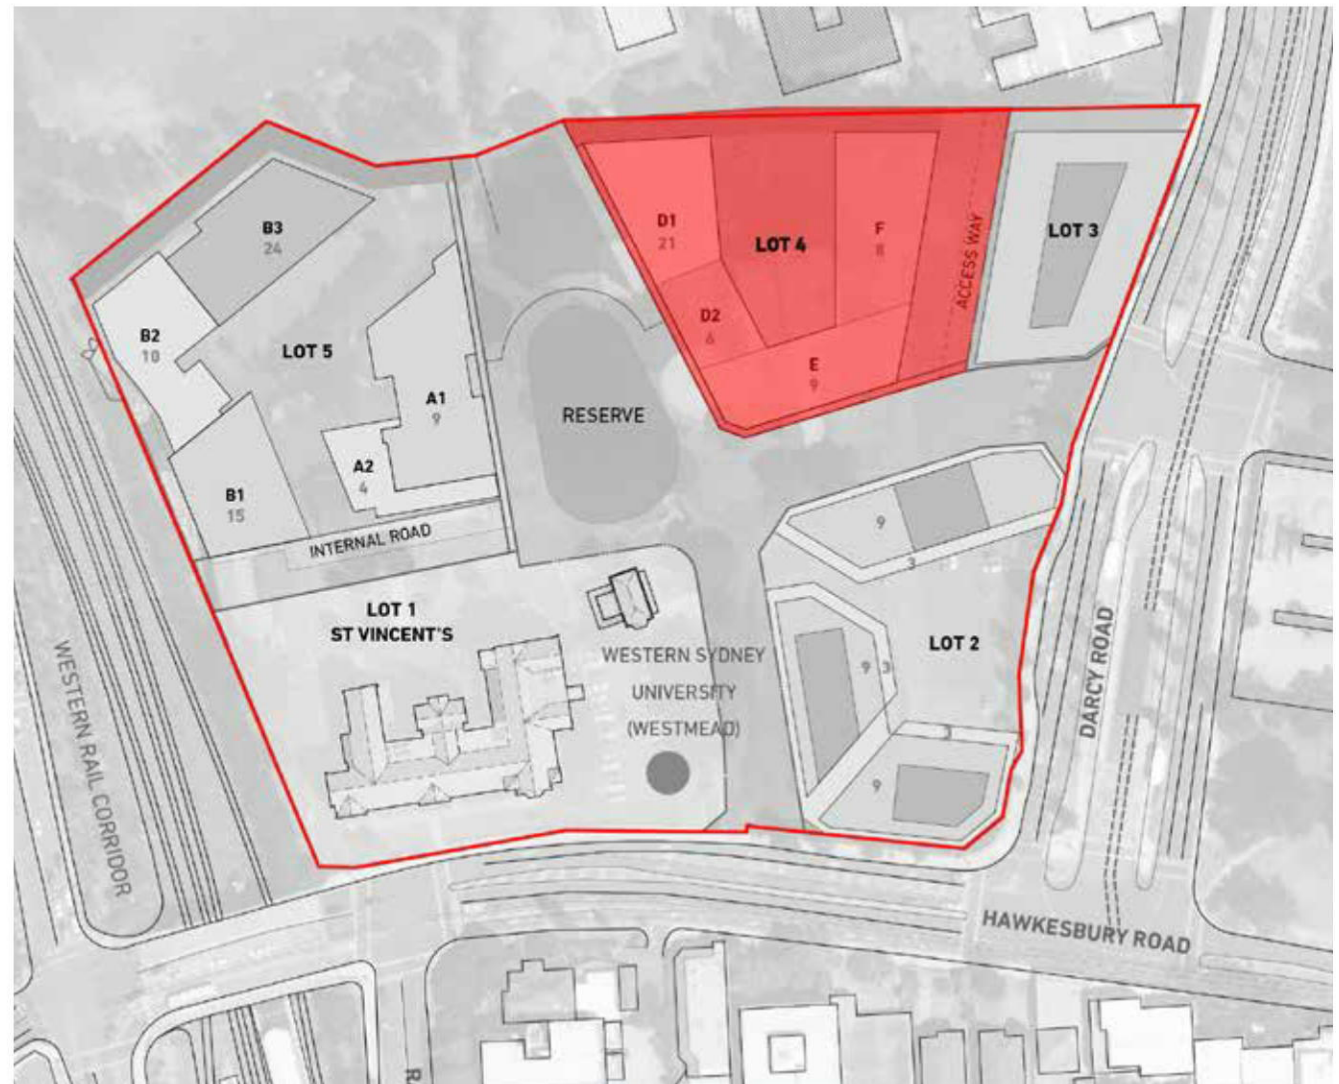 B3
24
D1
21
LOT 4
F
8
ACCESS WAY
LOT 3
B2
10
LOT 5
D2
6
E
9
A1
9
RESERVE
A2
4
B1
15
INTERNAL ROAD
9
3
LOT 1
ST VINCENT'S
WESTERN SYDNEY
UNIVERSITY
(WESTMEAD)
LOT 2
9
3
9
WESTERN RAIL CORRIDOR
DARCY ROAD
HAWKESBURY ROAD
R